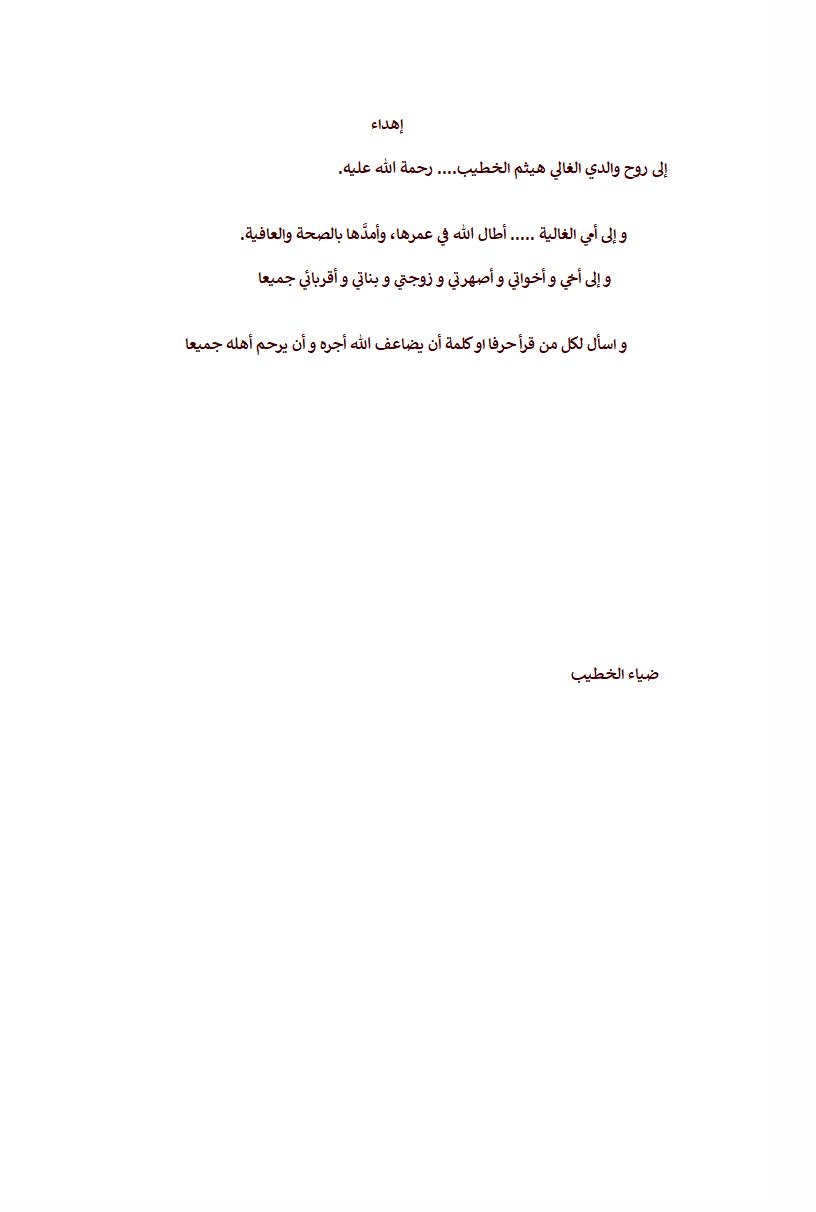 إهداء
إلى روح والدي الغالي هيثم الخطيب.... رحمة الله عليه.
و إلى أمي الغالية ..... أطال الله في عمرها، وأمدَّها بالصحة والعافية.
و إلى أخي و أخواتي و أصهرتي و زوجتي و بناتي و أقربائي جميعا
و اسأل لكل من قرأ حرفا او كلمة أن يضاعف الله أجره و أن يرحم أهله جميعا
ضياء الخطيب